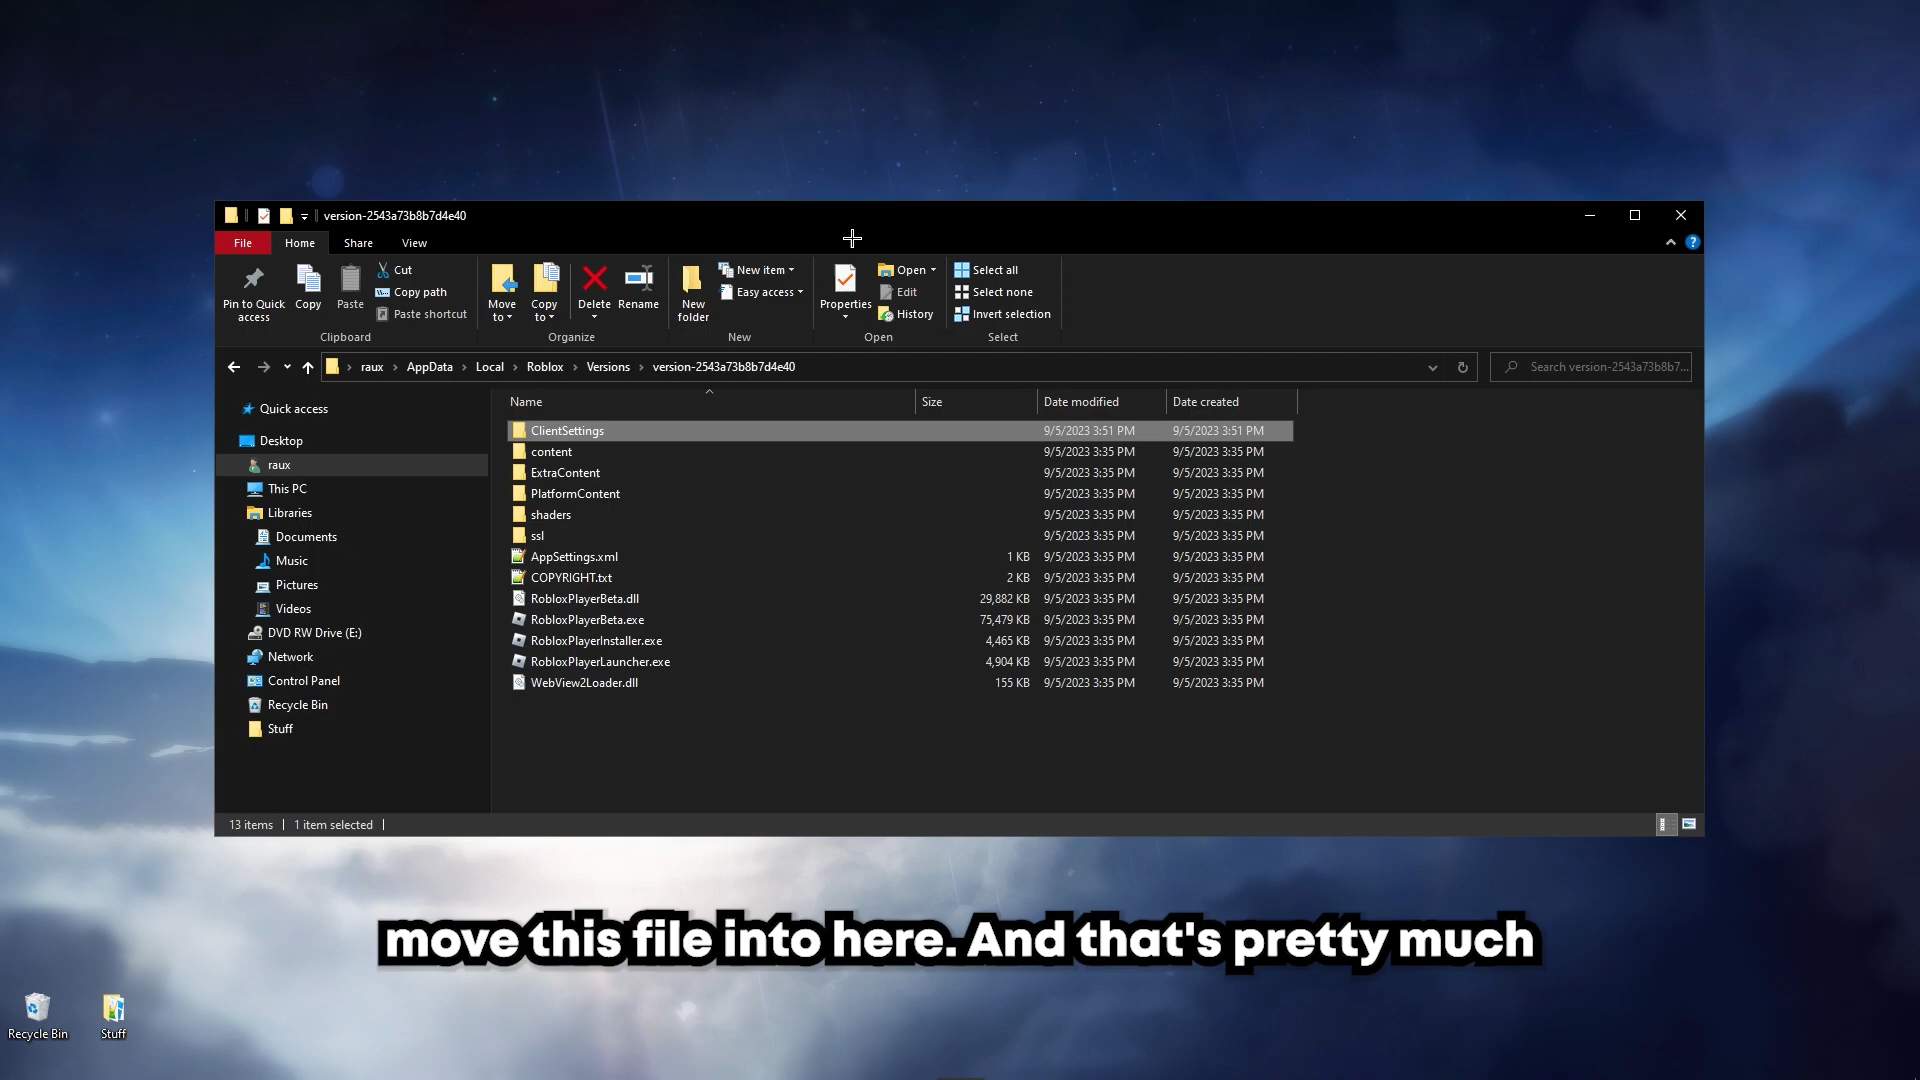 version-2543a73b8b7d4e40
File Home Share View
Pin to Quick access
Copy
Paste
Cut
Copy path
Paste shortcut
Clipboard
Move to
Copy to
Delete
Rename
Organize
New folder
New item
Easy access
New
Properties
Open
Edit
History
Open
Select all
Select none
Invert selection
Select
raux > AppData > Local > Roblox > Versions > version-2543a73b8b7d4e40
Search version-2543a73b8b7...
Quick access
Desktop
raux
This PC
Libraries
Documents
Music
Pictures
Videos
DVD RW Drive (E:)
Network
Control Panel
Recycle Bin
Stuff
Name Size Date modified Date created
ClientSettings 9/5/2023 3:51 PM 9/5/2023 3:51 PM
content 9/5/2023 3:35 PM 9/5/2023 3:35 PM
ExtraContent 9/5/2023 3:35 PM 9/5/2023 3:35 PM
PlatformContent 9/5/2023 3:35 PM 9/5/2023 3:35 PM
shaders 9/5/2023 3:35 PM 9/5/2023 3:35 PM
ssl 9/5/2023 3:35 PM 9/5/2023 3:35 PM
AppSettings.xml 1 KB 9/5/2023 3:35 PM 9/5/2023 3:35 PM
COPYRIGHT.txt 2 KB 9/5/2023 3:35 PM 9/5/2023 3:35 PM
RobloxPlayerBeta.dll 29,882 KB 9/5/2023 3:35 PM 9/5/2023 3:35 PM
RobloxPlayerBeta.exe 75,479 KB 9/5/2023 3:35 PM 9/5/2023 3:35 PM
RobloxPlayerInstaller.exe 4,465 KB 9/5/2023 3:35 PM 9/5/2023 3:35 PM
RobloxPlayerLauncher.exe 4,904 KB 9/5/2023 3:35 PM 9/5/2023 3:35 PM
WebView2Loader.dll 155 KB 9/5/2023 3:35 PM 9/5/2023 3:35 PM
13 items 1 item selected
move this file into here. And that's pretty much
Recycle Bin
Stuff